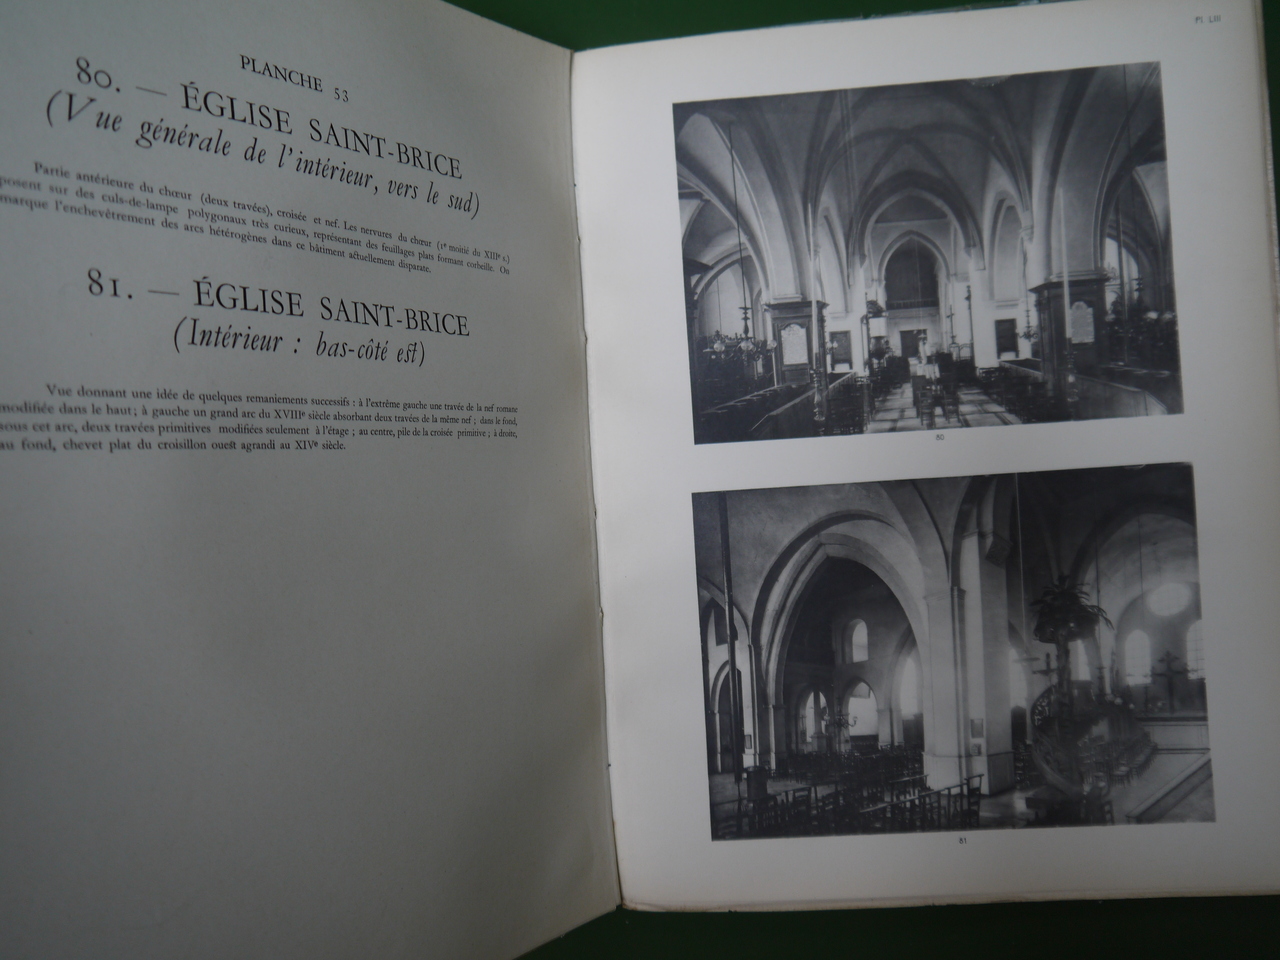 PLANCHE 53
80. — ÉGLISE SAINT-BRICE
(Vue générale de l'intérieur, vers le sud)
Partie antérieure du chœur (deux travées), croisée et nef. Les nervures du chœur (1e moitié du XIIIe s.)
posent sur des culs-de-lampe polygonaux très curieux, représentant des feuillages plats formant corbeille. On
marque l'enchevêtrement des arcs hétérogènes dans ce bâtiment actuellement disparate.
81. — ÉGLISE SAINT-BRICE
(Intérieur : bas-côté est)
Vue donnant une idée de quelques remaniements successifs : à l'extrême gauche une travée de la nef romane
modifiée dans le haut ; à gauche un grand arc du XVIIIe siècle absorbant deux travées de la même nef ; dans le fond,
sous cet arc, deux travées primitives modifiées seulement à l'étage ; au centre, pile de la croisée primitive ; à droite,
au fond, chevet plat du croisillon ouest agrandi au XIVe siècle.
Pl. LIII
80
81